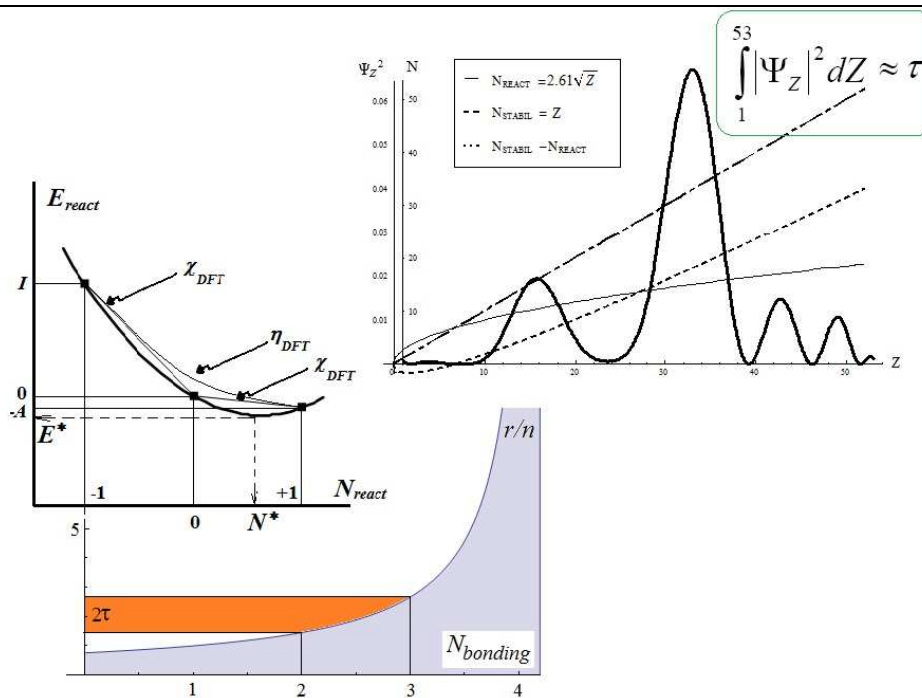 Ψ_Z² N
0.06
0.05
0.04
0.03
0.02
0.01
50
40
30
20
10
N_REACT = 2.61√Z
N_STABIL = Z
N_STABIL − N_REACT
∫₁⁵³ |Ψ_Z|² dZ ≈ τ
0 10 20 30 40 50 Z
E_react
I
0
-A
E*
χ_DFT
η_DFT
χ_DFT
-1 0 +1 N_react
N*
r/n
5
2τ
N_bonding
1 2 3 4